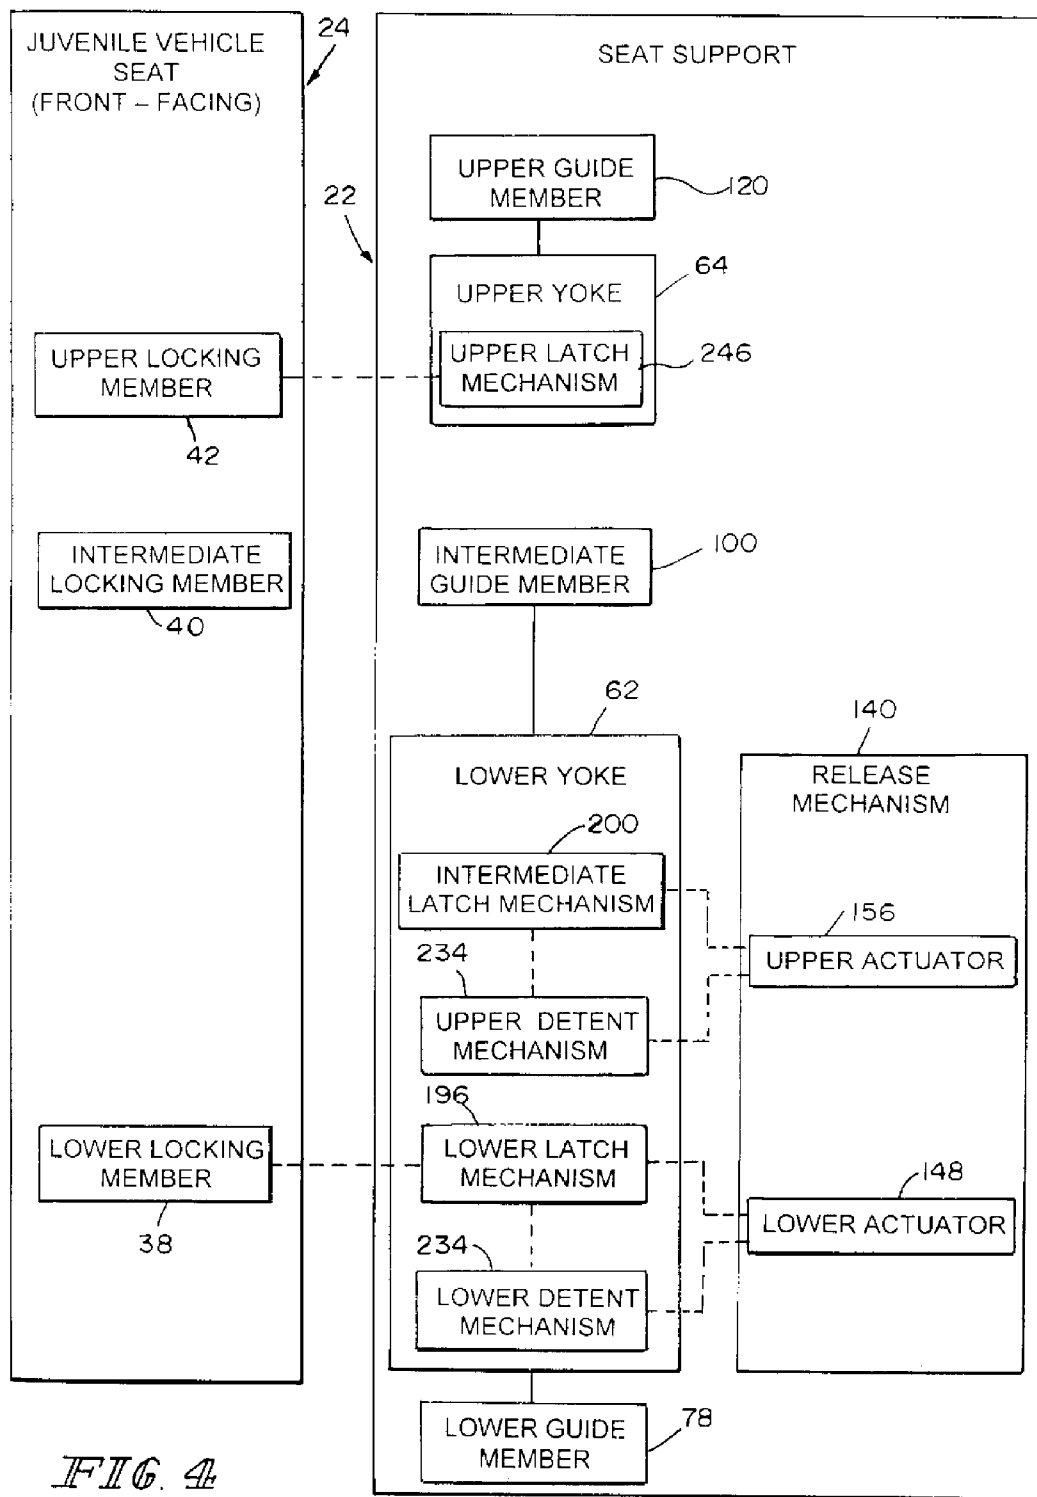 JUVENILE VEHICLE
SEAT
(FRONT – FACING)
24
SEAT SUPPORT
22
UPPER GUIDE
MEMBER
120
64
UPPER YOKE
UPPER LATCH
MECHANISM
246
UPPER LOCKING
MEMBER
42
INTERMEDIATE
LOCKING MEMBER
40
INTERMEDIATE
GUIDE MEMBER
100
62
LOWER YOKE
200
INTERMEDIATE
LATCH MECHANISM
234
UPPER DETENT
MECHANISM
196
LOWER LATCH
MECHANISM
234
LOWER DETENT
MECHANISM
140
RELEASE
MECHANISM
156
UPPER ACTUATOR
148
LOWER ACTUATOR
LOWER LOCKING
MEMBER
38
LOWER GUIDE
MEMBER
78
FIG. 4